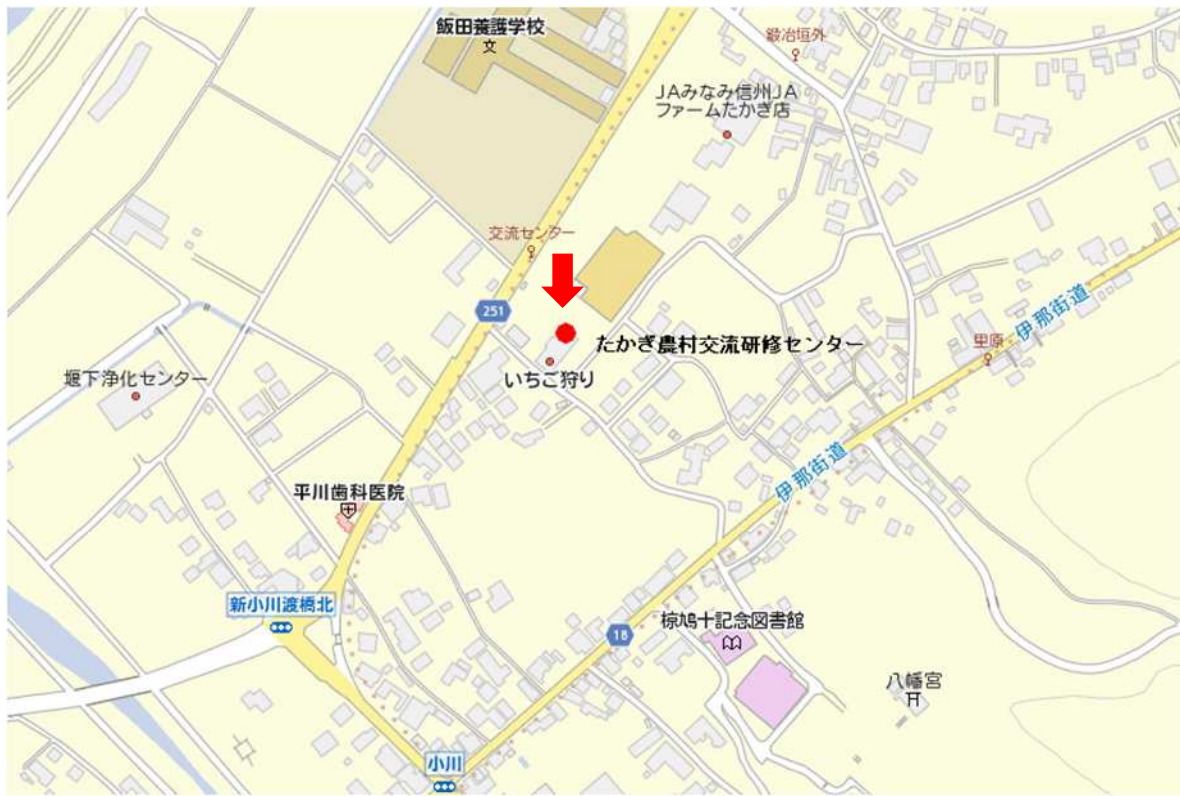 飯田養護学校
鍛冶垣外
JAみなみ信州JA
ファームたかぎ店
交流センター
251
たかぎ農村交流研修センター
里原
伊那街道
いちご狩り
堰下浄化センター
伊那街道
平川歯科医院
新小川渡橋北
18
椋鳩十記念図書館
八幡宮
小川